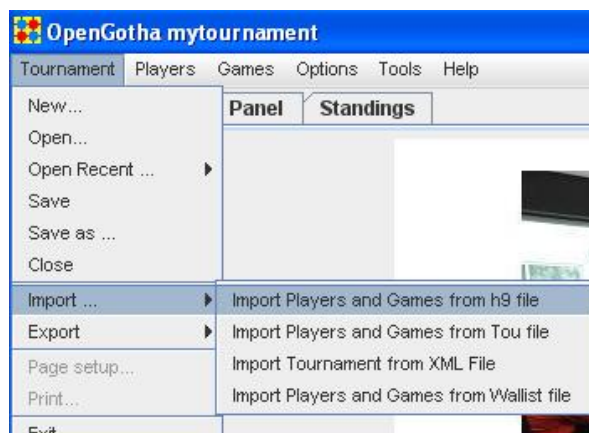 OpenGotha mytournament
Tournament Players Games Options Tools Help
New... Panel Standings
Open...
Open Recent ...
Save
Save as ...
Close
Import ... Import Players and Games from h9 file
Export Import Players and Games from Tou file
Page setup... Import Tournament from XML File
Print... Import Players and Games from Wallist file
Exit